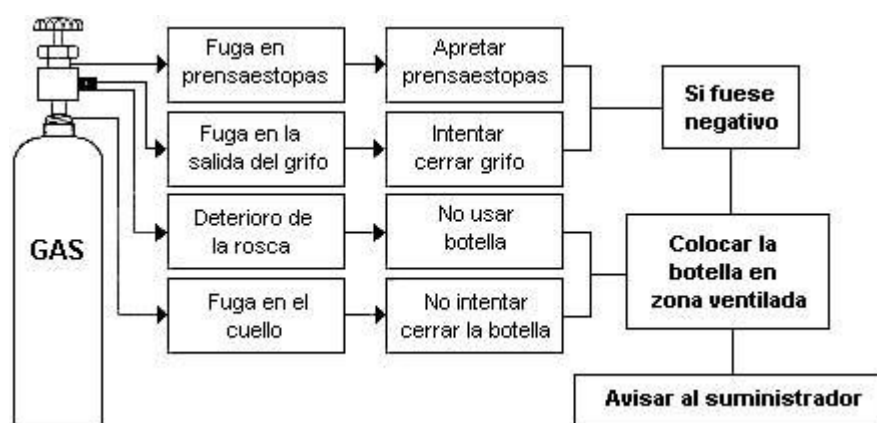 GAS
Fuga en
prensaestopas
Apretar
prensaestopas
Fuga en la
salida del grifo
Intentar
cerrar grifo
Si fuese
negativo
Deterioro de
la rosca
No usar
botella
Fuga en el
cuello
No intentar
cerrar la botella
Colocar la
botella en
zona ventilada
Avisar al suministrador